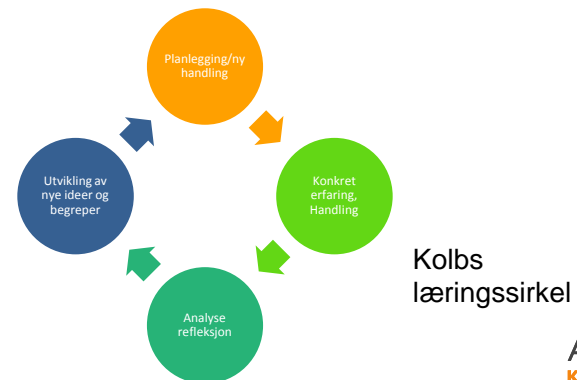 Planlegging/ny
handling
Konkret
erfaring,
Handling
Analyse
refleksjon
Utvikling av
nye ideer og
begreper
Kolbs
læringssirkel